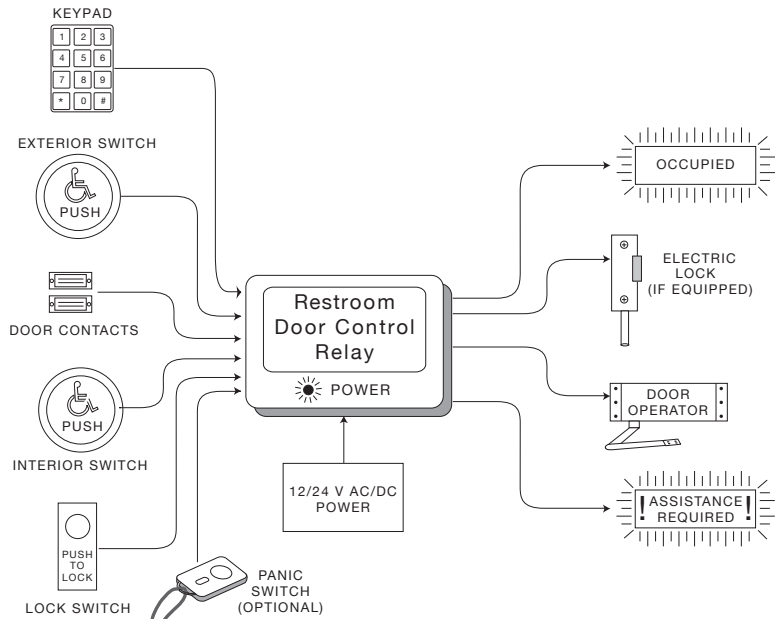 KEYPAD
1 2 3
4 5 6
7 8 9
* 0 #
EXTERIOR SWITCH
PUSH
DOOR CONTACTS
PUSH
INTERIOR SWITCH
PUSH
TO
LOCK
LOCK SWITCH
PANIC
SWITCH
(OPTIONAL)
Restroom
Door Control
Relay
POWER
12/24 V AC/DC
POWER
OCCUPIED
ELECTRIC
LOCK
(IF EQUIPPED)
DOOR
OPERATOR
! ASSISTANCE !
REQUIRED